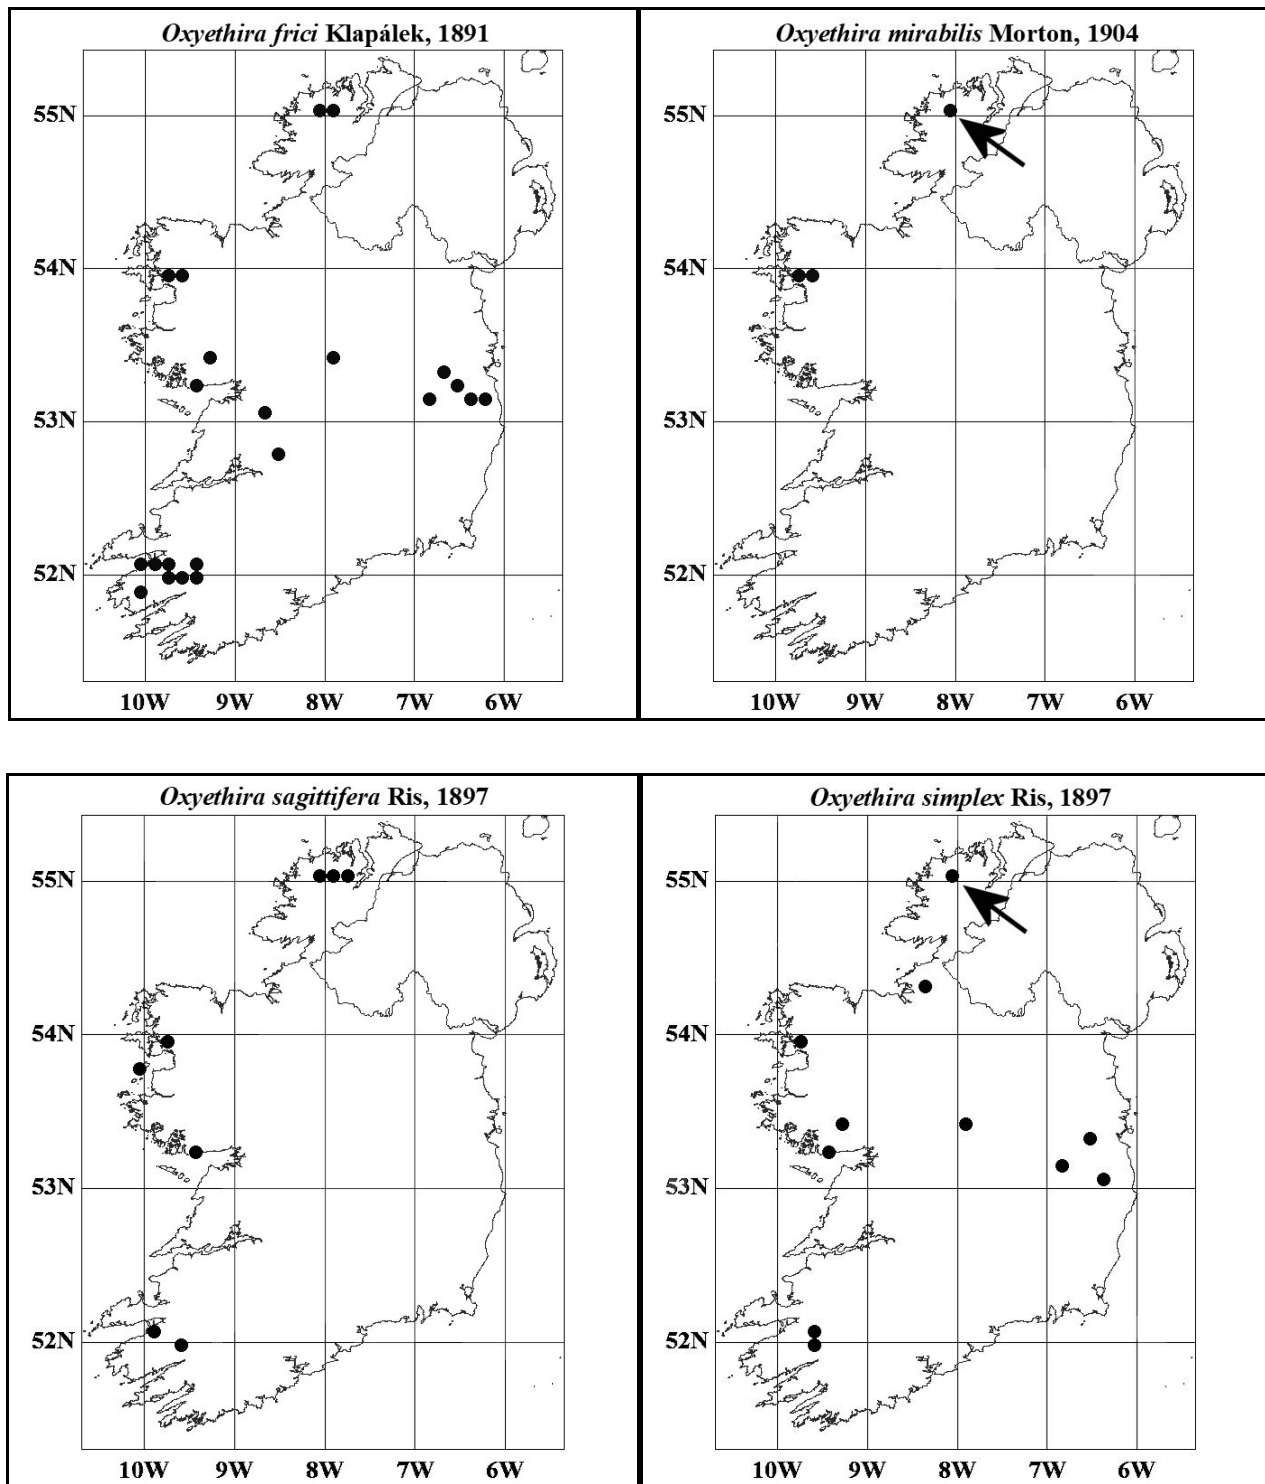 Oxyethira frici Klapálek, 1891
55N
54N
53N
52N
10W 9W 8W 7W 6W
Oxyethira mirabilis Morton, 1904
55N
54N
53N
52N
10W 9W 8W 7W 6W
Oxyethira sagittifera Ris, 1897
55N
54N
53N
52N
10W 9W 8W 7W 6W
Oxyethira simplex Ris, 1897
55N
54N
53N
52N
10W 9W 8W 7W 6W